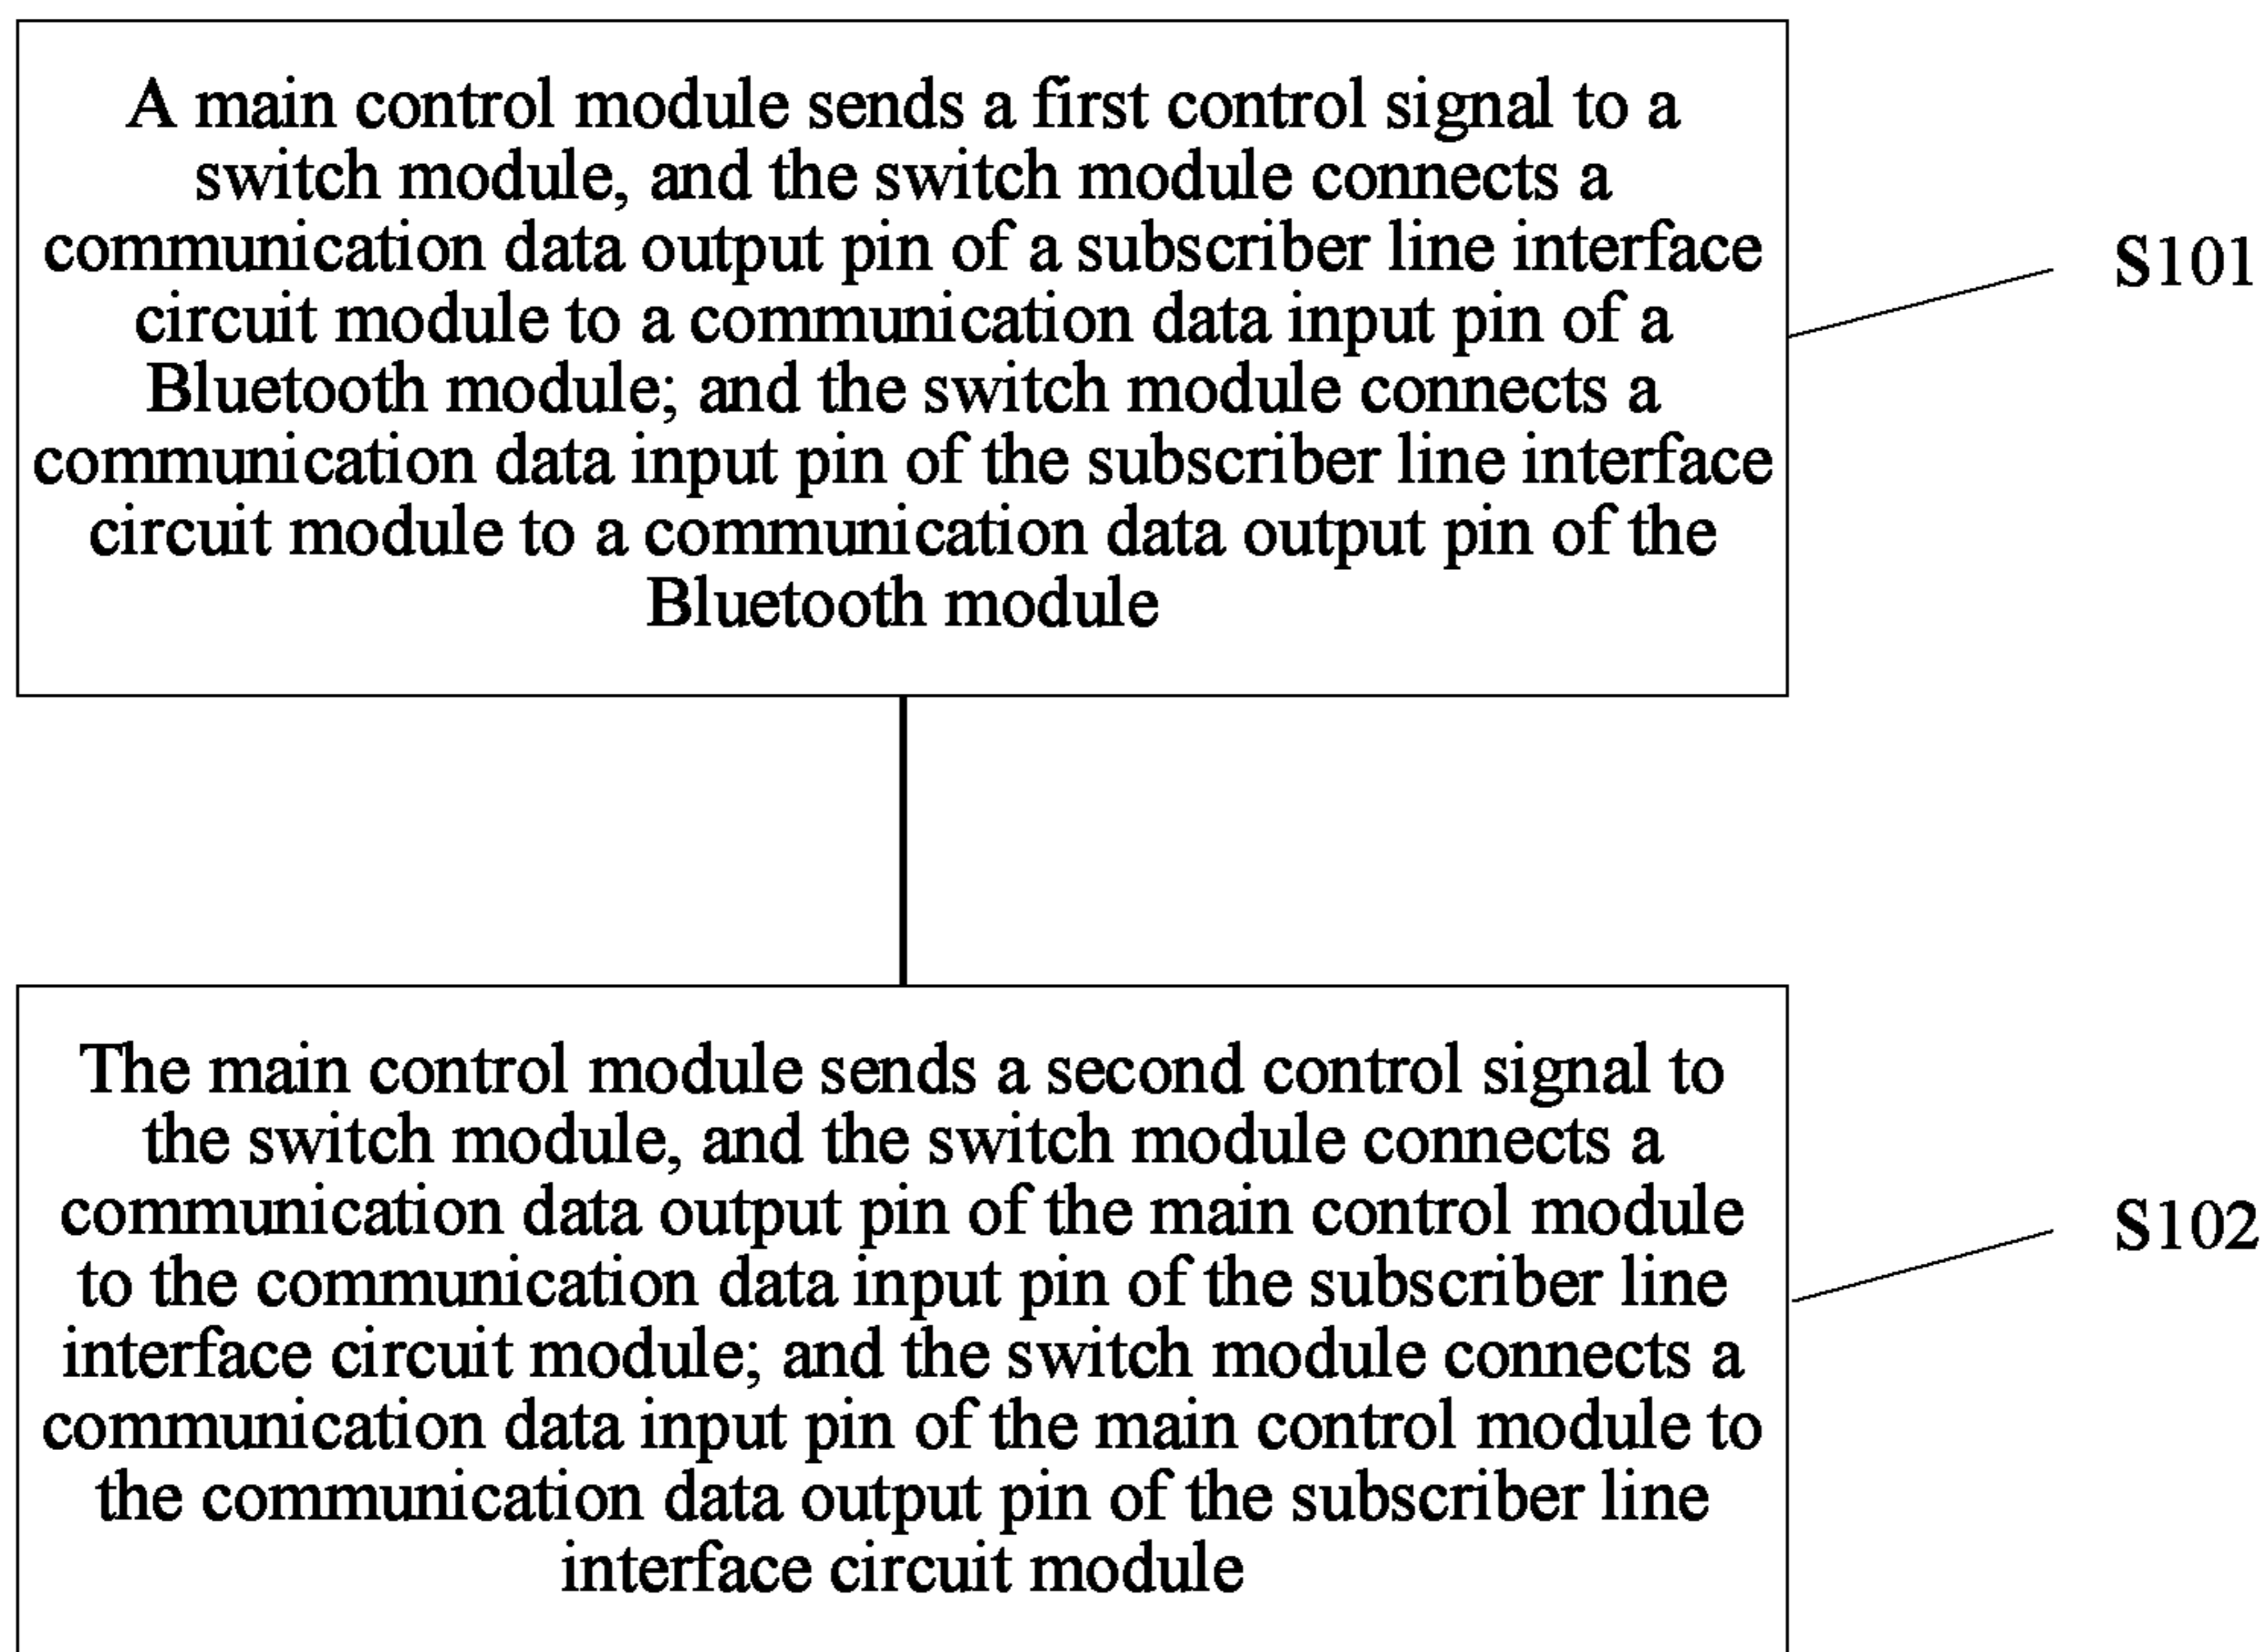 A main control module sends a first control signal to a
switch module, and the switch module connects a
communication data output pin of a subscriber line interface
circuit module to a communication data input pin of a
Bluetooth module; and the switch module connects a
communication data input pin of the subscriber line interface
circuit module to a communication data output pin of the
Bluetooth module
S101
The main control module sends a second control signal to
the switch module, and the switch module connects a
communication data output pin of the main control module
to the communication data input pin of the subscriber line
interface circuit module; and the switch module connects a
communication data input pin of the main control module to
the communication data output pin of the subscriber line
interface circuit module
S102